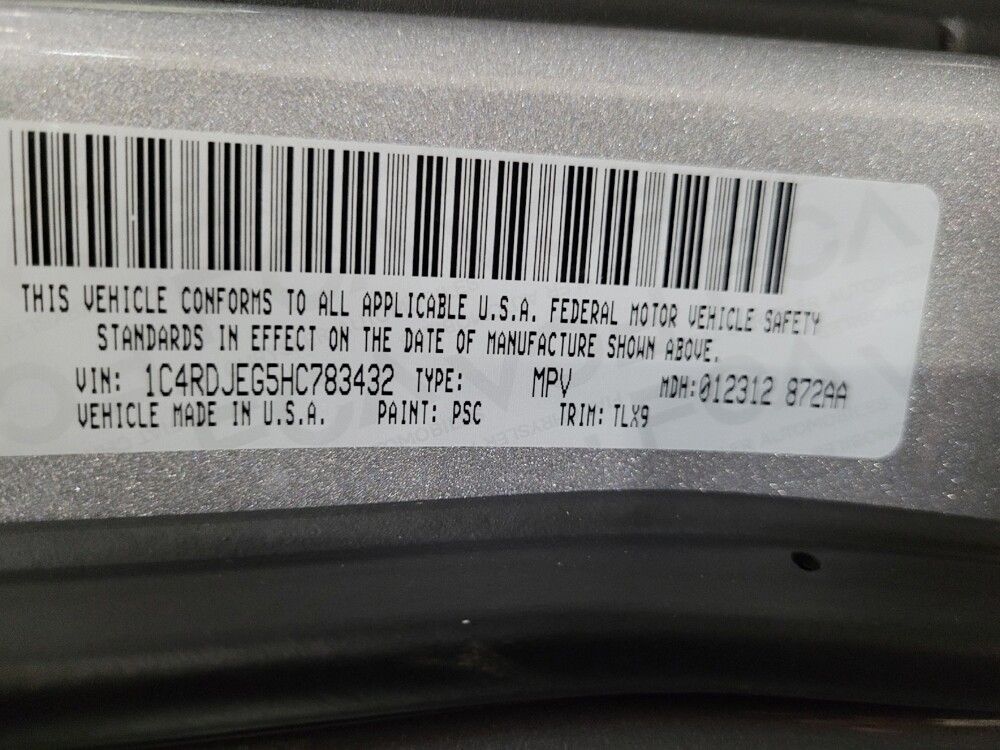 THIS VEHICLE CONFORMS TO ALL APPLICABLE U.S.A. FEDERAL MOTOR VEHICLE SAFETY
STANDARDS IN EFFECT ON THE DATE OF MANUFACTURE SHOWN ABOVE.
VIN: 1C4RDJEG5HC783432 TYPE: MPV MDH:012312 872AA
VEHICLE MADE IN U.S.A. PAINT: PSC TRIM: TLX9